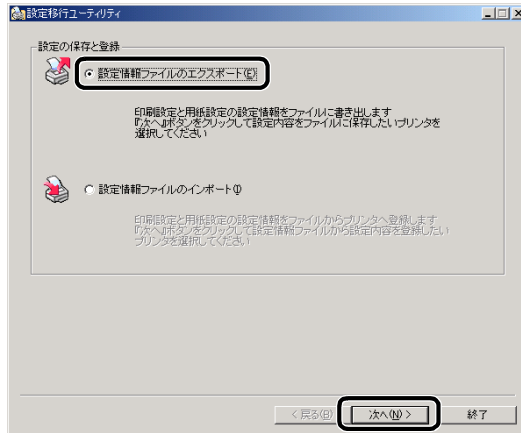 設定移行ユーティリティ
設定の保存と登録
設定情報ファイルのエクスポート(E)
印刷設定と用紙設定の設定情報をファイルに書き出します
『次へ』ボタンをクリックして設定内容をファイルに保存したいプリンタを
選択してください
設定情報ファイルのインポート(I)
印刷設定と用紙設定の設定情報をファイルからプリンタへ登録します
『次へ』ボタンをクリックして設定情報ファイルから設定内容を登録したい
プリンタを選択してください
< 戻る(B)
次へ(N) >
終了